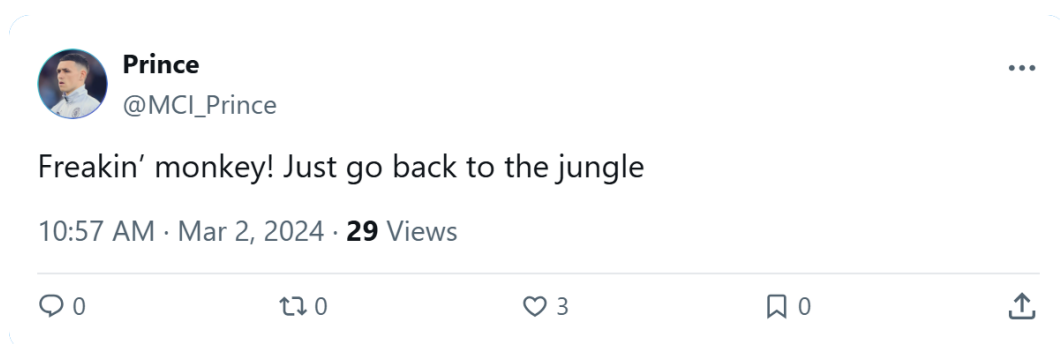 Prince
@MCI_Prince
Freakin’ monkey! Just go back to the jungle
10:57 AM · Mar 2, 2024 · 29 Views
0 0 3 0